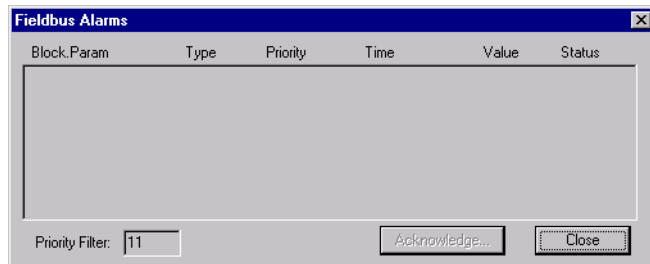 Fieldbus Alarms
Block.Param Type Priority Time Value Status
Priority Filter: 11 Acknowledge... Close